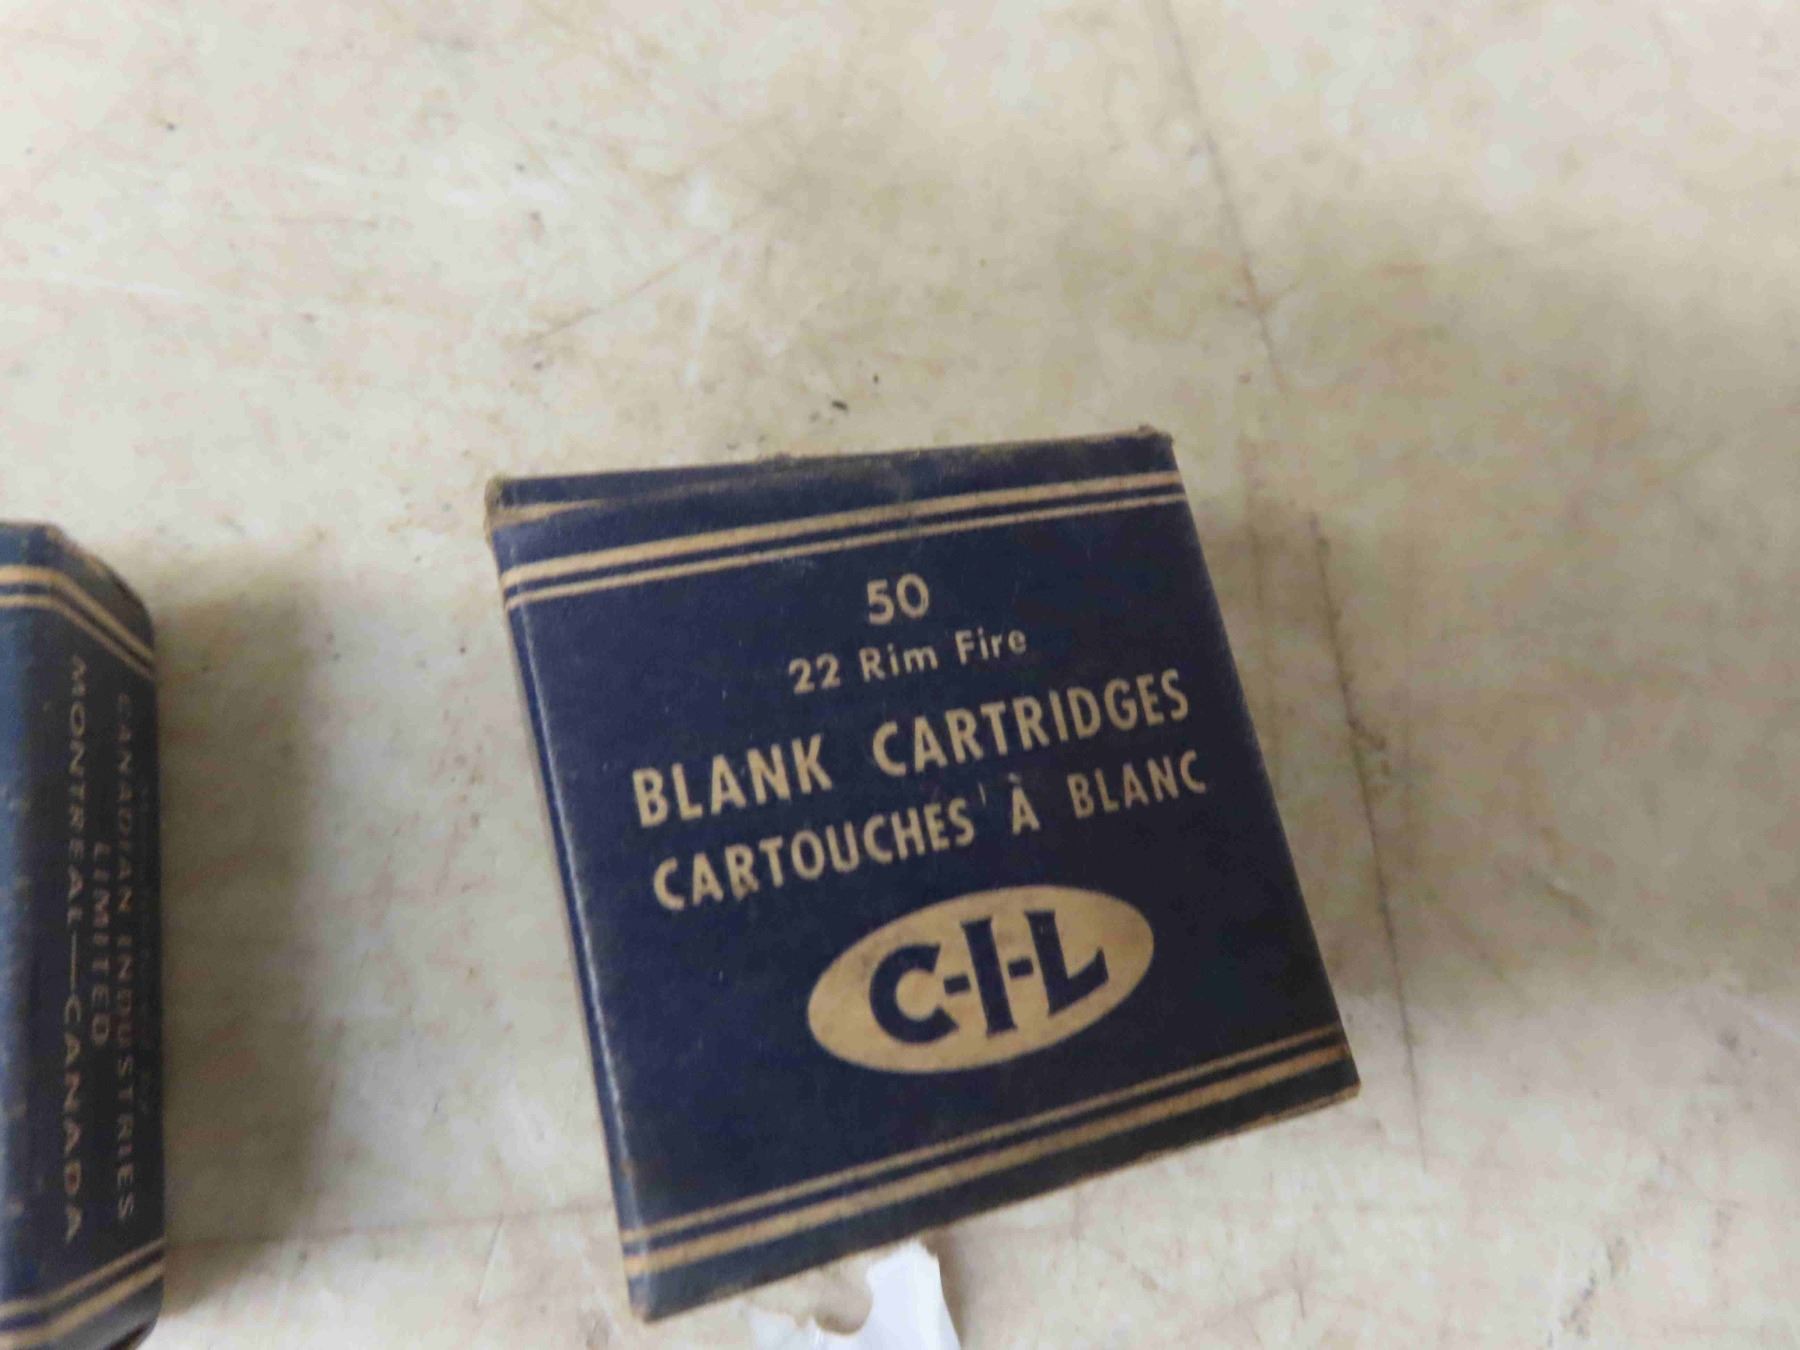 50
22 Rim Fire
BLANK CARTRIDGES
CARTOUCHES À BLANC
C-I-L
CANADIAN INDUSTRIES
LIMITED
MONTREAL—CANADA